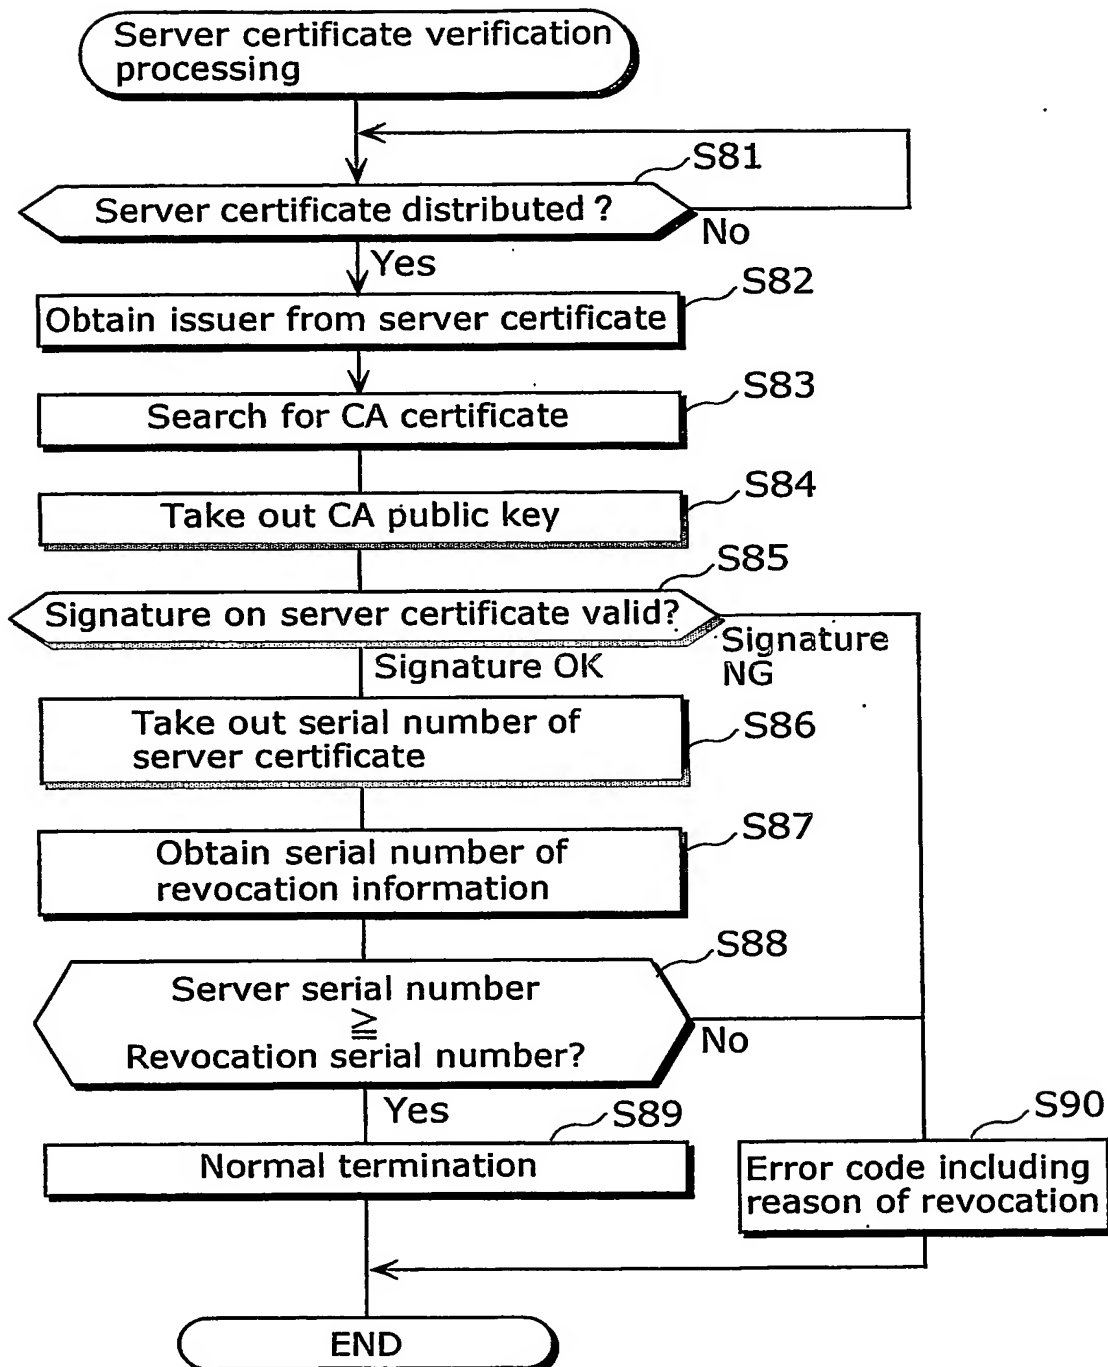 Server certificate verification
processing
S81
Server certificate distributed ?
No
Yes
S82
Obtain issuer from server certificate
S83
Search for CA certificate
S84
Take out CA public key
S85
Signature on server certificate valid?
Signature
NG
Signature OK
S86
Take out serial number of
server certificate
S87
Obtain serial number of
revocation information
S88
Server serial number
≧
Revocation serial number?
No
Yes
S89
Normal termination
S90
Error code including
reason of revocation
END